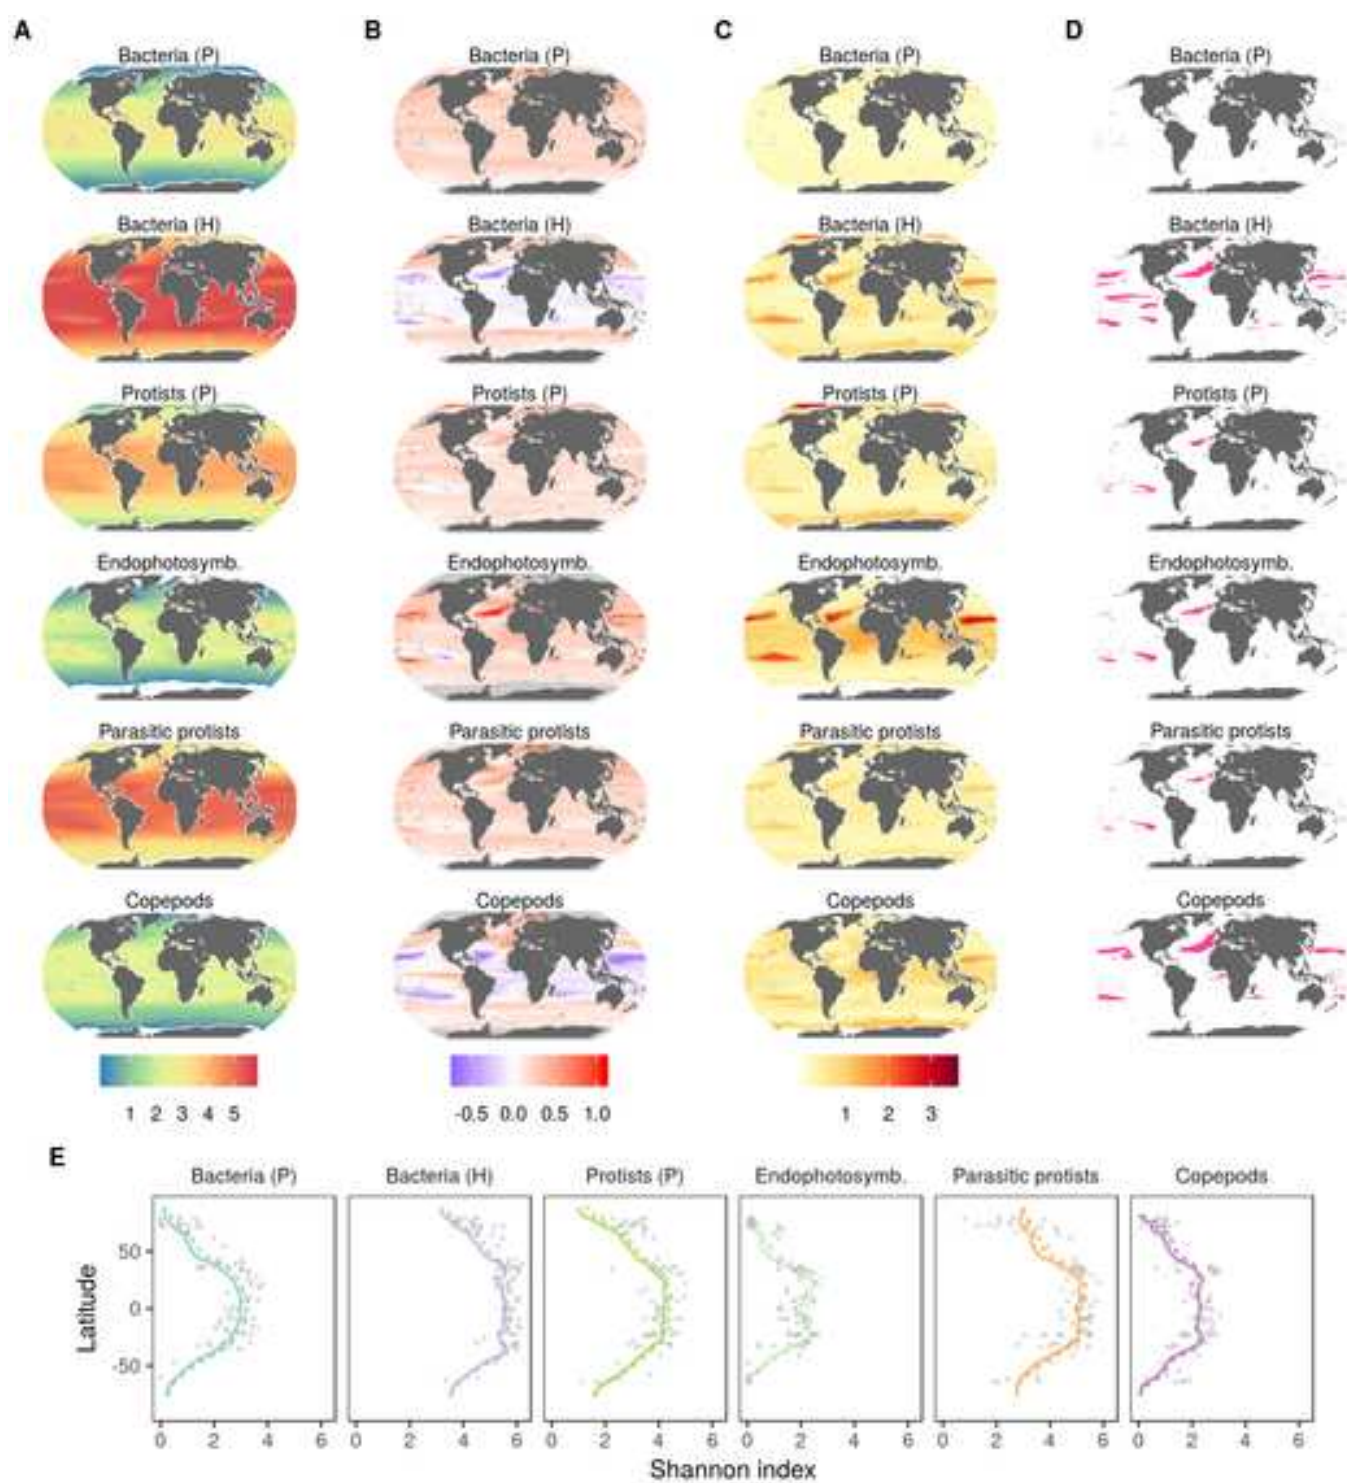 A B C D
Bacteria (P) Bacteria (P) Bacteria (P) Bacteria (P)
Bacteria (H) Bacteria (H) Bacteria (H) Bacteria (H)
Protists (P) Protists (P) Protists (P) Protists (P)
Endophotosymb. Endophotosymb. Endophotosymb. Endophotosymb.
Parasitic protists Parasitic protists Parasitic protists Parasitic protists
Copepods Copepods Copepods Copepods
1 2 3 4 5 -0.5 0.0 0.5 1.0 1 2 3
E
Bacteria (P) Bacteria (H) Protists (P) Endophotosymb. Parasitic protists Copepods
Latitude
50
0
-50
0 2 4 6 0 2 4 6 0 2 4 6 0 2 4 6 0 2 4 6 0 2 4 6
Shannon index